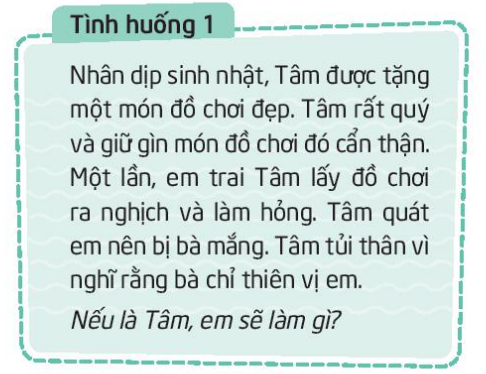 Tình huống 1
Nhân dịp sinh nhật, Tâm được tặng
một món đồ chơi đẹp. Tâm rất quý
và giữ gìn món đồ chơi đó cẩn thận.
Một lần, em trai Tâm lấy đồ chơi
ra nghịch và làm hỏng. Tâm quát
em nên bị bà mắng. Tâm tủi thân vì
nghĩ rằng bà chỉ thiên vị em.
Nếu là Tâm, em sẽ làm gì?